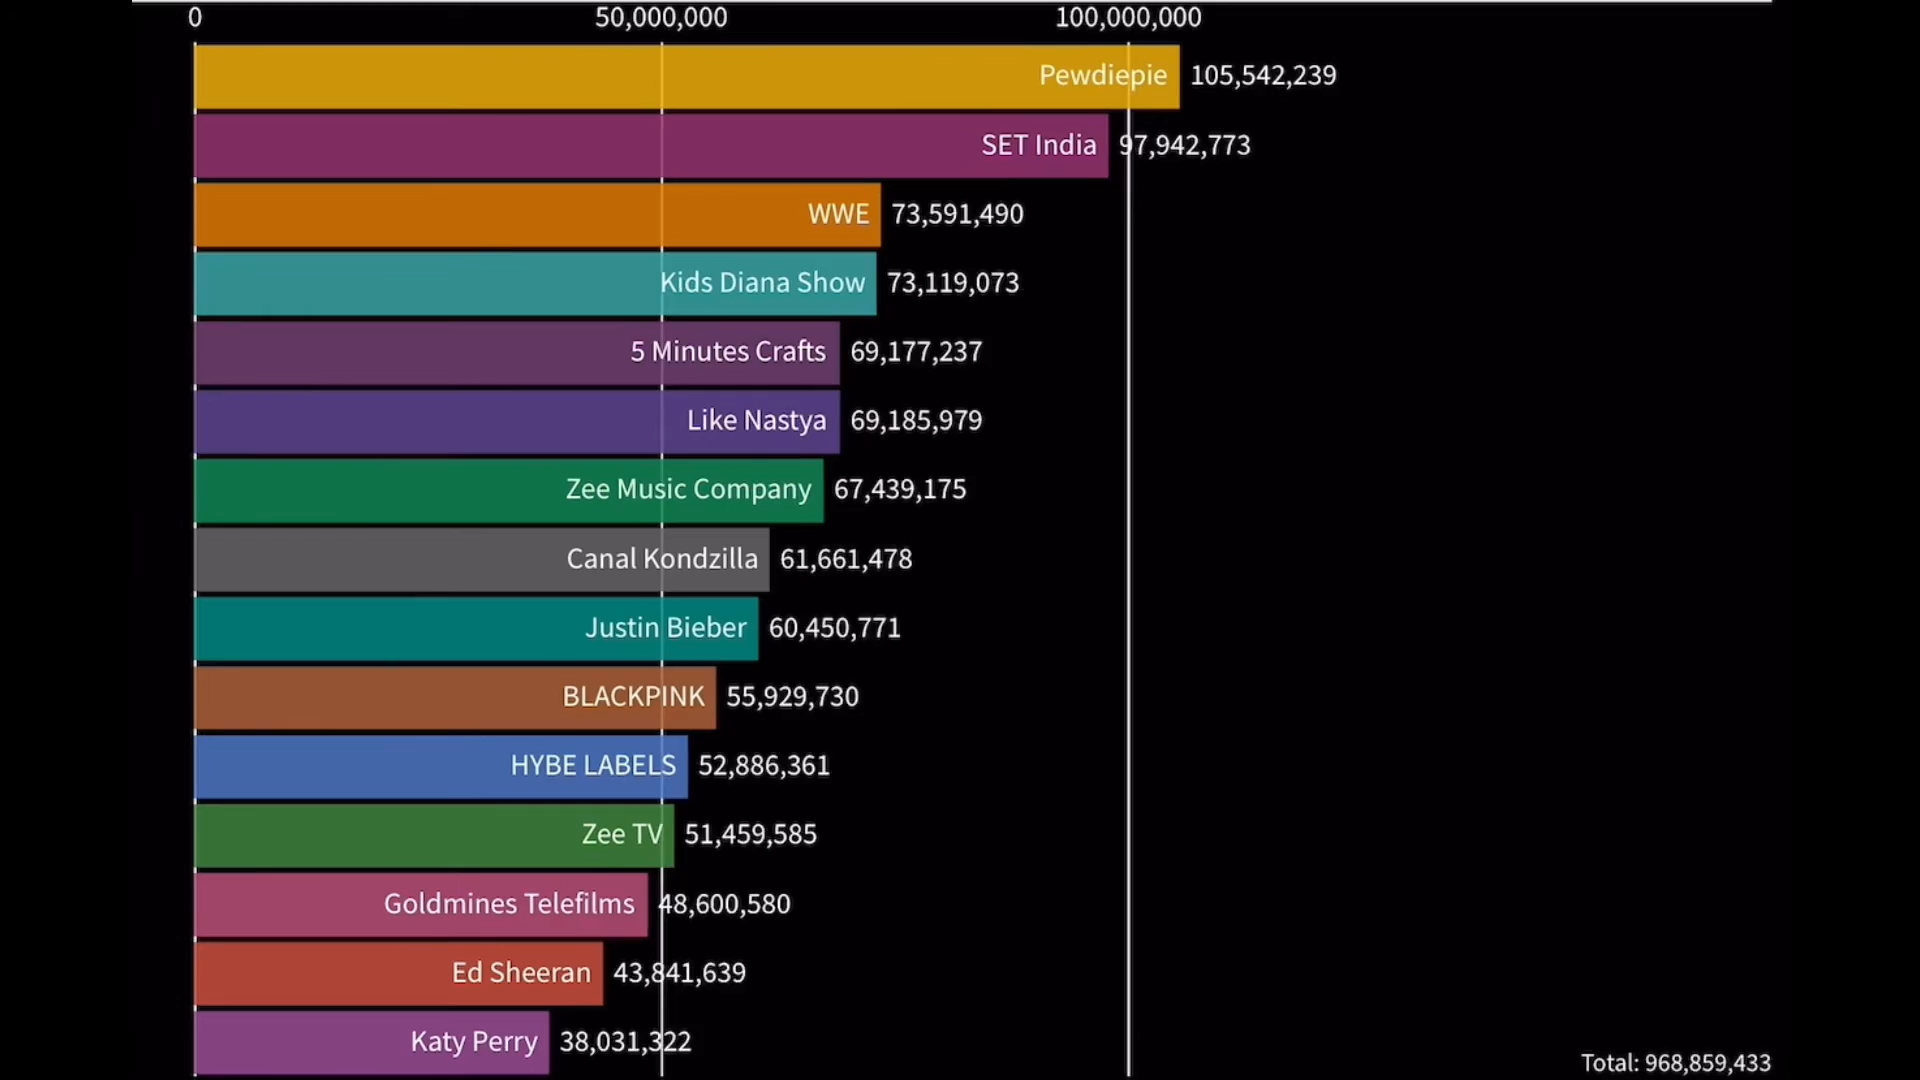 0 50,000,000 100,000,000
Pewdiepie 105,542,239
SET India 97,942,773
WWE 73,591,490
Kids Diana Show 73,119,073
5 Minutes Crafts 69,177,237
Like Nastya 69,185,979
Zee Music Company 67,439,175
Canal Kondzilla 61,661,478
Justin Bieber 60,450,771
BLACKPINK 55,929,730
HYBE LABELS 52,886,361
Zee TV 51,459,585
Goldmines Telefilms 48,600,580
Ed Sheeran 43,841,639
Katy Perry 38,031,322
Total: 968,859,433